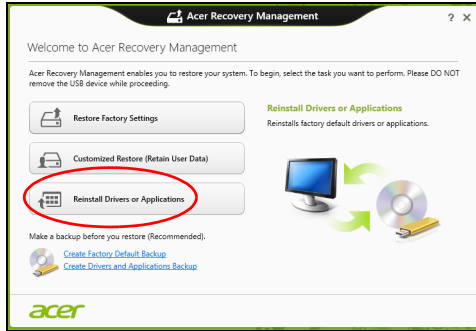 Acer Recovery Management
? X
Welcome to Acer Recovery Management
Acer Recovery Management enables you to restore your system. To begin, select the task you want to perform. Please DO NOT
remove the USB device while proceeding.
Restore Factory Settings
Customized Restore (Retain User Data)
Reinstall Drivers or Applications
Reinstall Drivers or Applications
Reinstalls factory default drivers or applications.
Make a backup before you restore (Recommended).
Create Factory Default Backup
Create Drivers and Applications Backup
acer